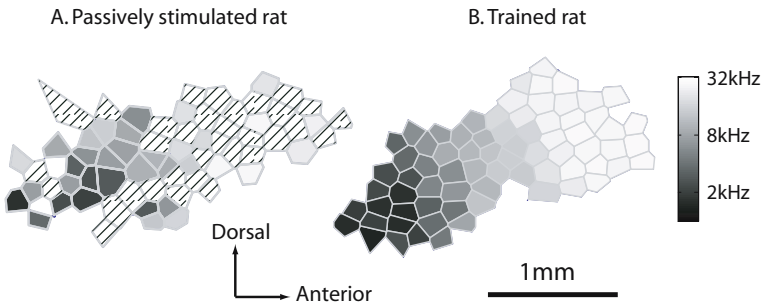 A. Passively stimulated rat
B. Trained rat
32kHz
8kHz
2kHz
Dorsal
Anterior
1mm